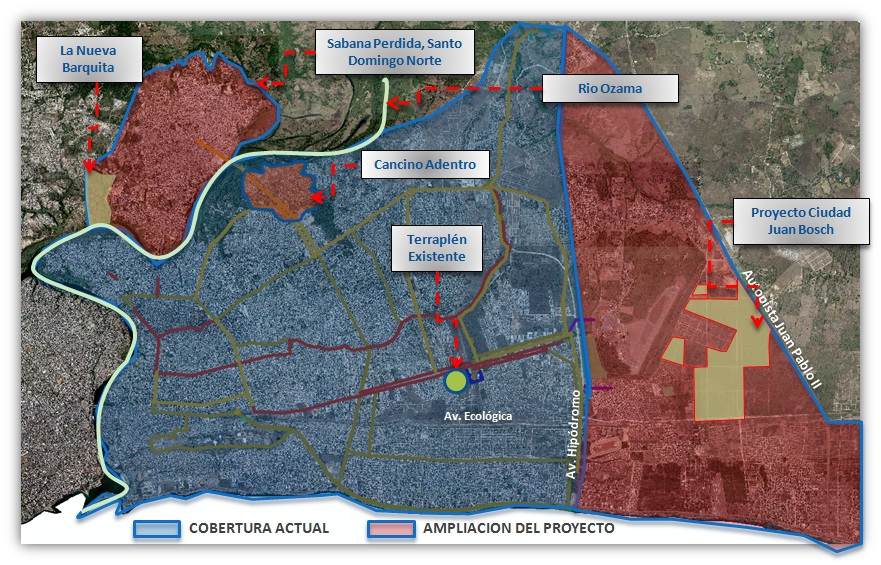 La Nueva
Barquita
Sabana Perdida, Santo
Domingo Norte
Rio Ozama
Cancino Adentro
Proyecto Ciudad
Juan Bosch
Terraplén
Existente
Autopista Juan Pablo II
Av. Hipódromo
Av. Ecológica
COBERTURA ACTUAL
AMPLIACION DEL PROYECTO